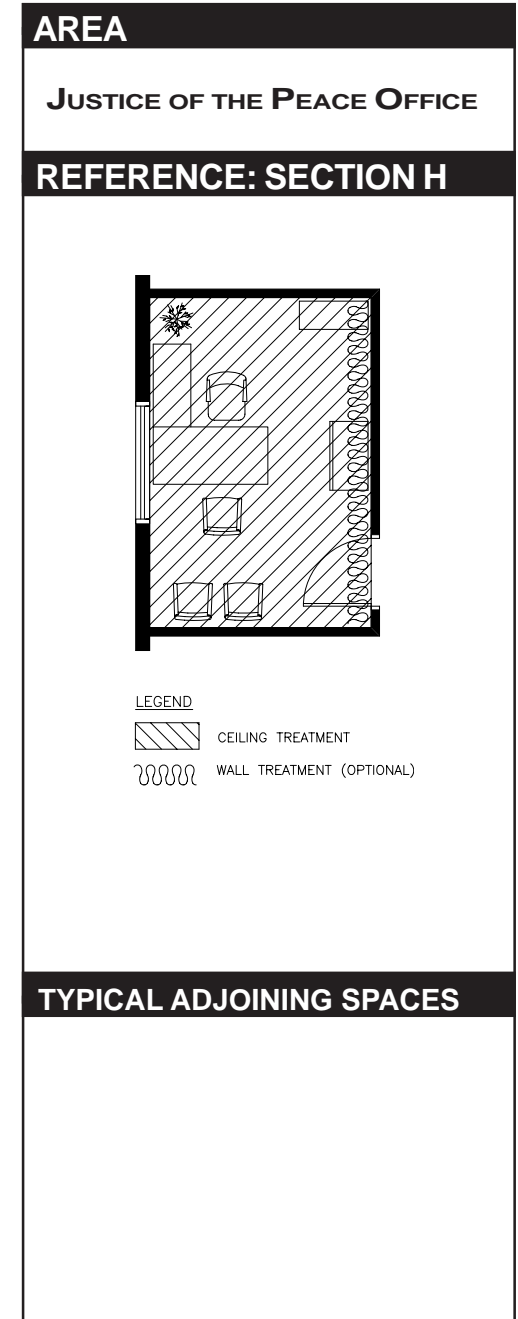 AREA
JUSTICE OF THE PEACE OFFICE
REFERENCE: SECTION H
LEGEND
CEILING TREATMENT
WALL TREATMENT (OPTIONAL)
TYPICAL ADJOINING SPACES